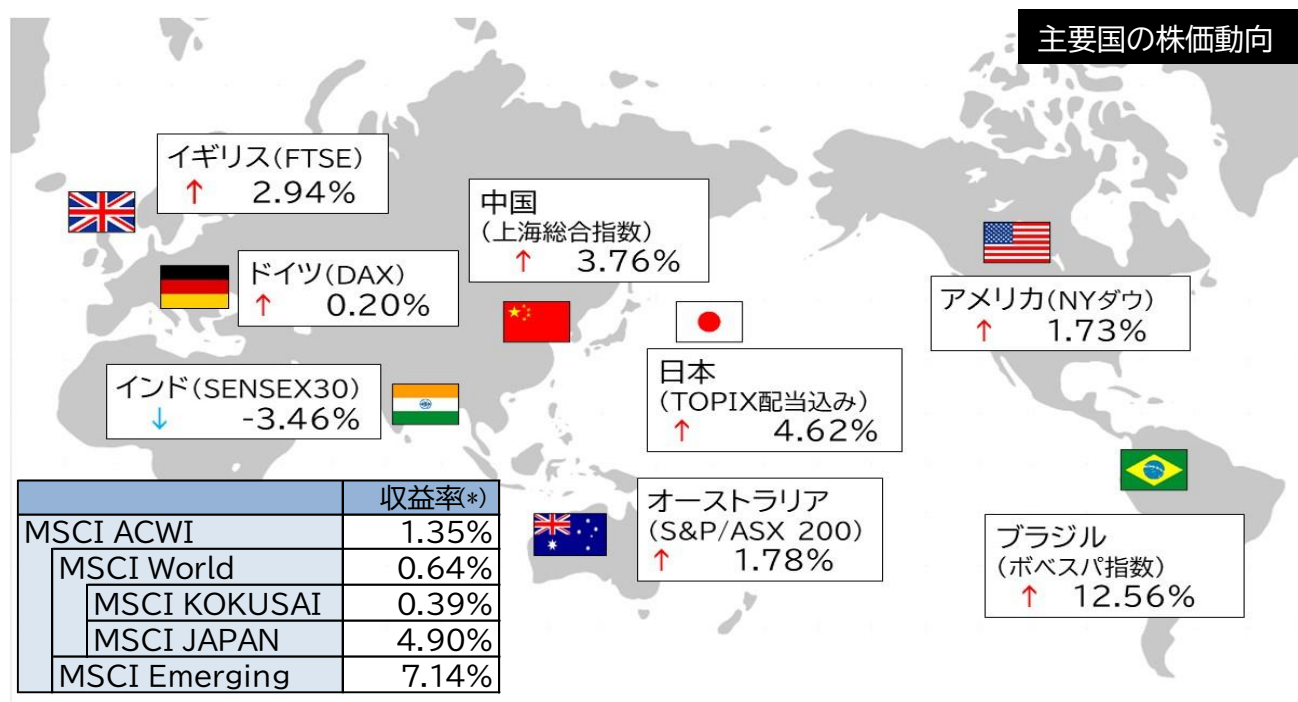 主要国の株価動向
イギリス(FTSE)
↑ 2.94%
中国
(上海総合指数)
↑ 3.76%
ドイツ(DAX)
↑ 0.20%
アメリカ(NYダウ)
↑ 1.73%
インド(SENSEX30)
↓ -3.46%
日本
(TOPIX配当込み)
↑ 4.62%
オーストラリア
(S&P/ASX 200)
↑ 1.78%
ブラジル
(ボベスパ指数)
↑ 12.56%
収益率(*)
MSCI ACWI 1.35%
MSCI World 0.64%
MSCI KOKUSAI 0.39%
MSCI JAPAN 4.90%
MSCI Emerging 7.14%